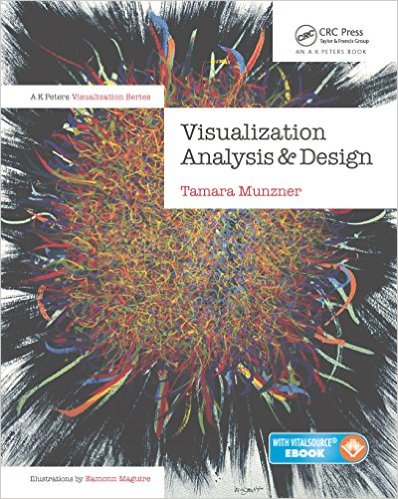 CRC Press
Taylor & Francis Group
AN A K PETERS BOOK
A K Peters Visualization Series
Visualization
Analysis & Design
Tamara Munzner
WITH VITALSOURCE®
EBOOK
Illustrations by Eamonn Maguire